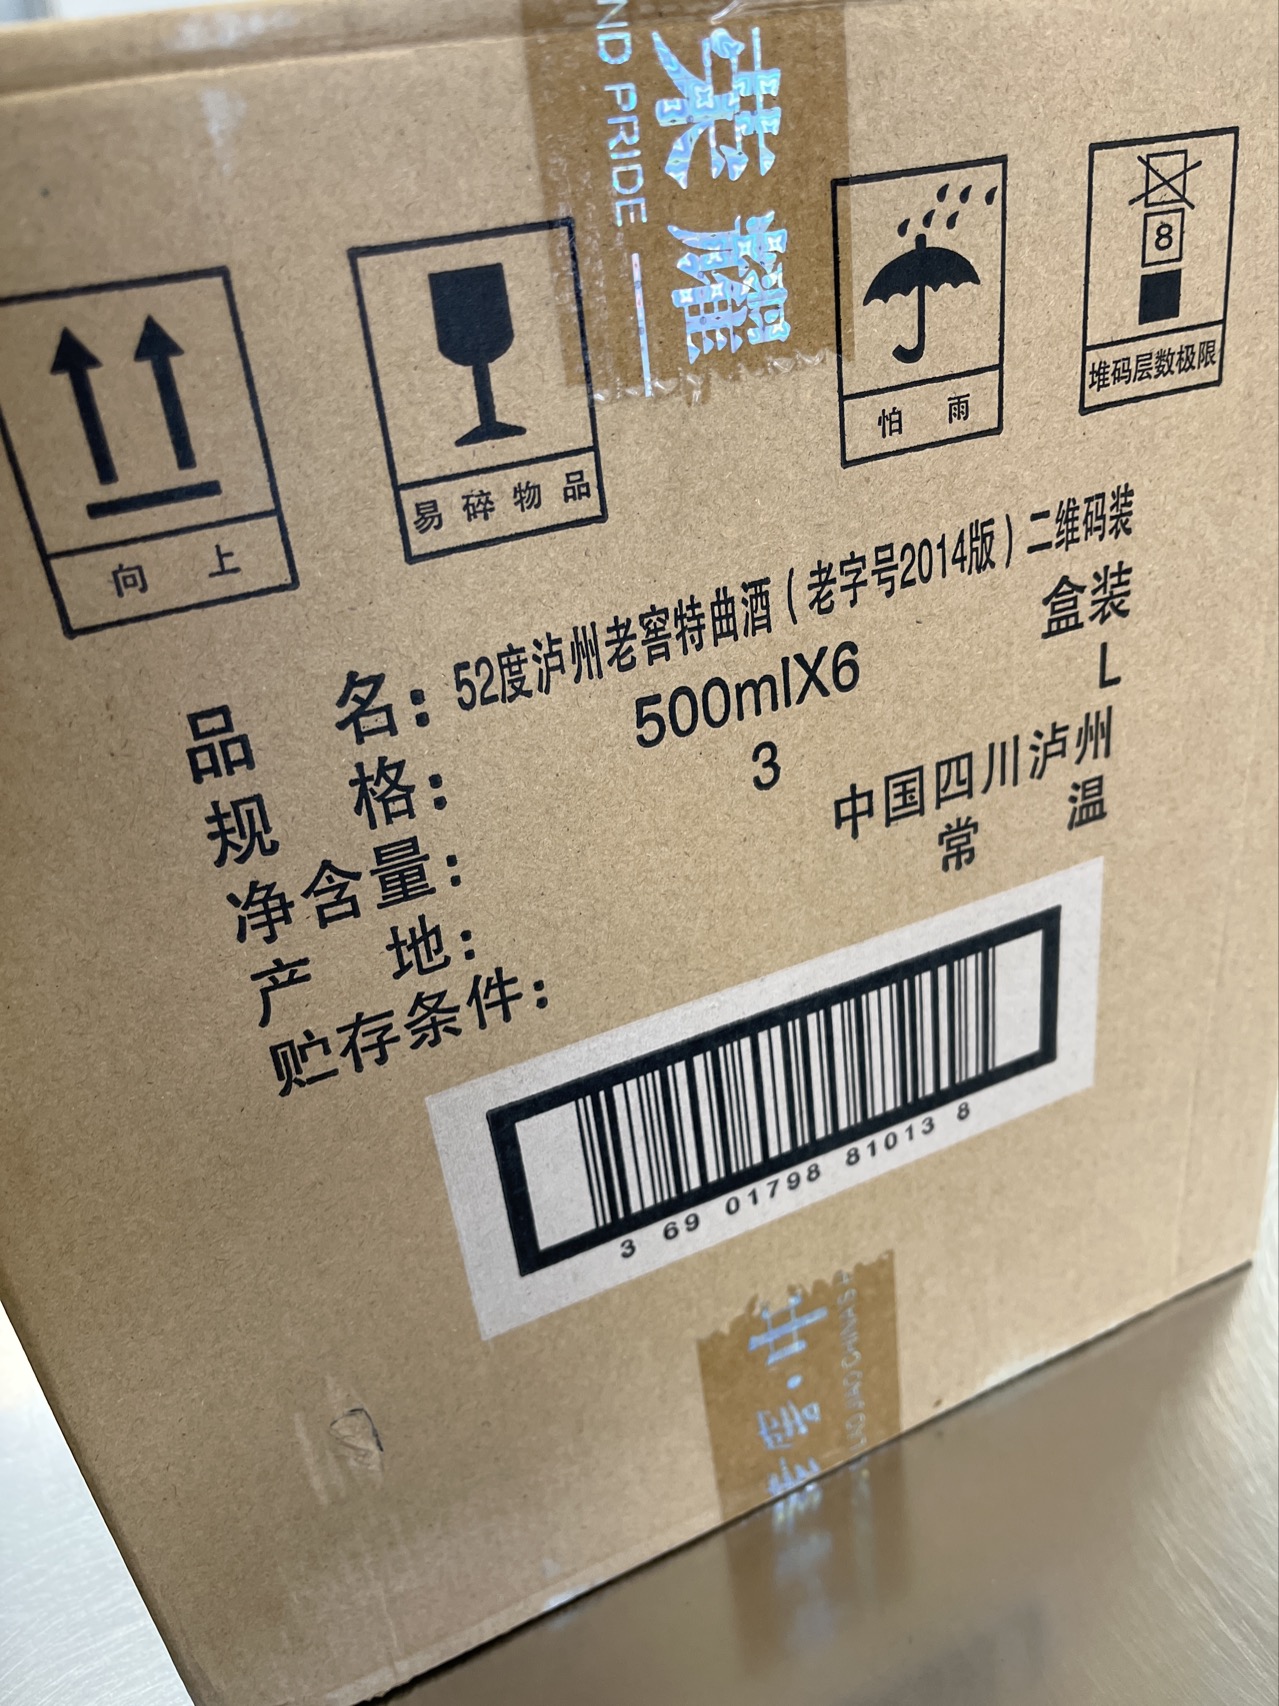 ND PRIDE
荣耀
8
向 上
易碎物品
怕 雨
堆码层数极限
品 名：52度泸州老窖特曲酒（老字号2014版）二维码装
规 格：500mlX6 盒装
净含量：3 L
产 地：中国四川泸州
贮存条件：常 温
3 69 01798 81013 8